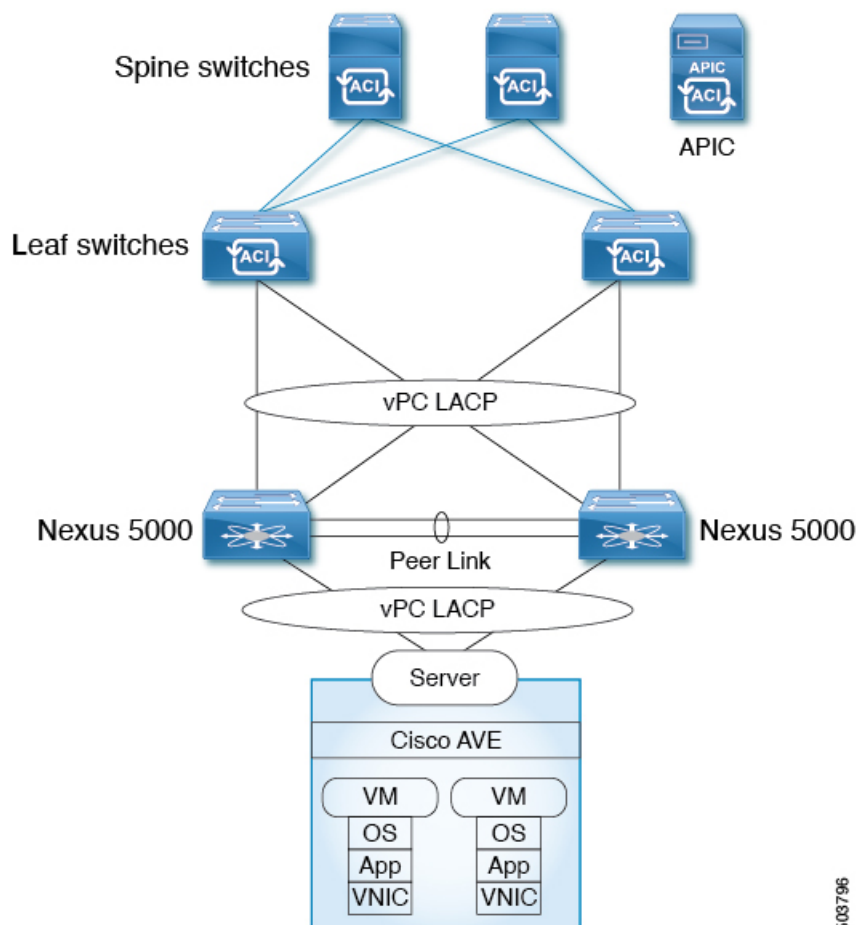 Spine switches
ACI
ACI
APIC
ACI
APIC
Leaf switches
ACI
ACI
vPC LACP
Nexus 5000
Nexus 5000
Peer Link
vPC LACP
Server
Cisco AVE
VM
VM
OS
OS
App
App
VNIC
VNIC
503796